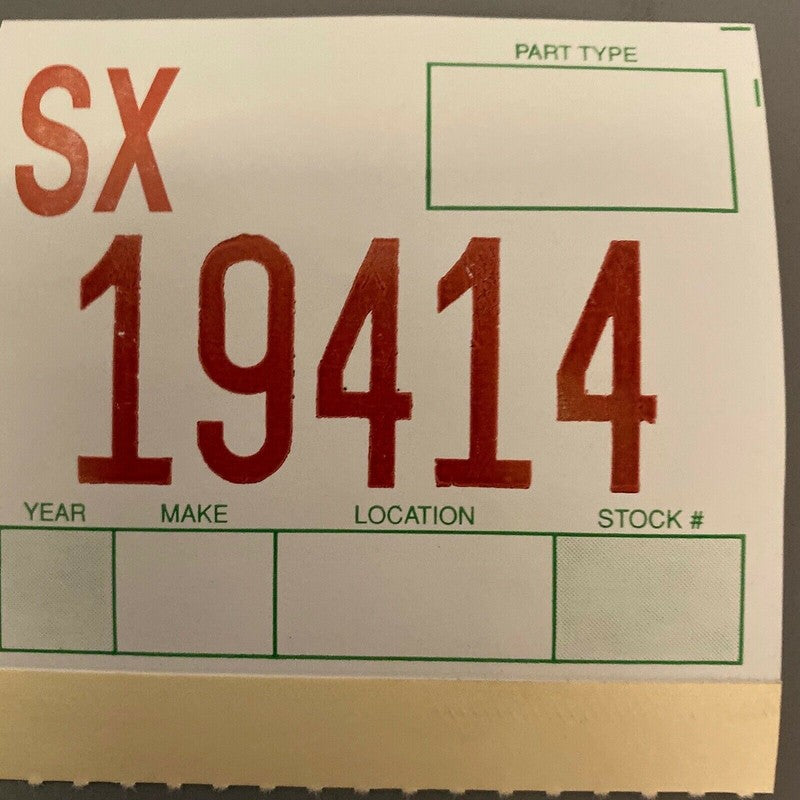 PART TYPE
SX
19414
YEAR MAKE LOCATION STOCK #